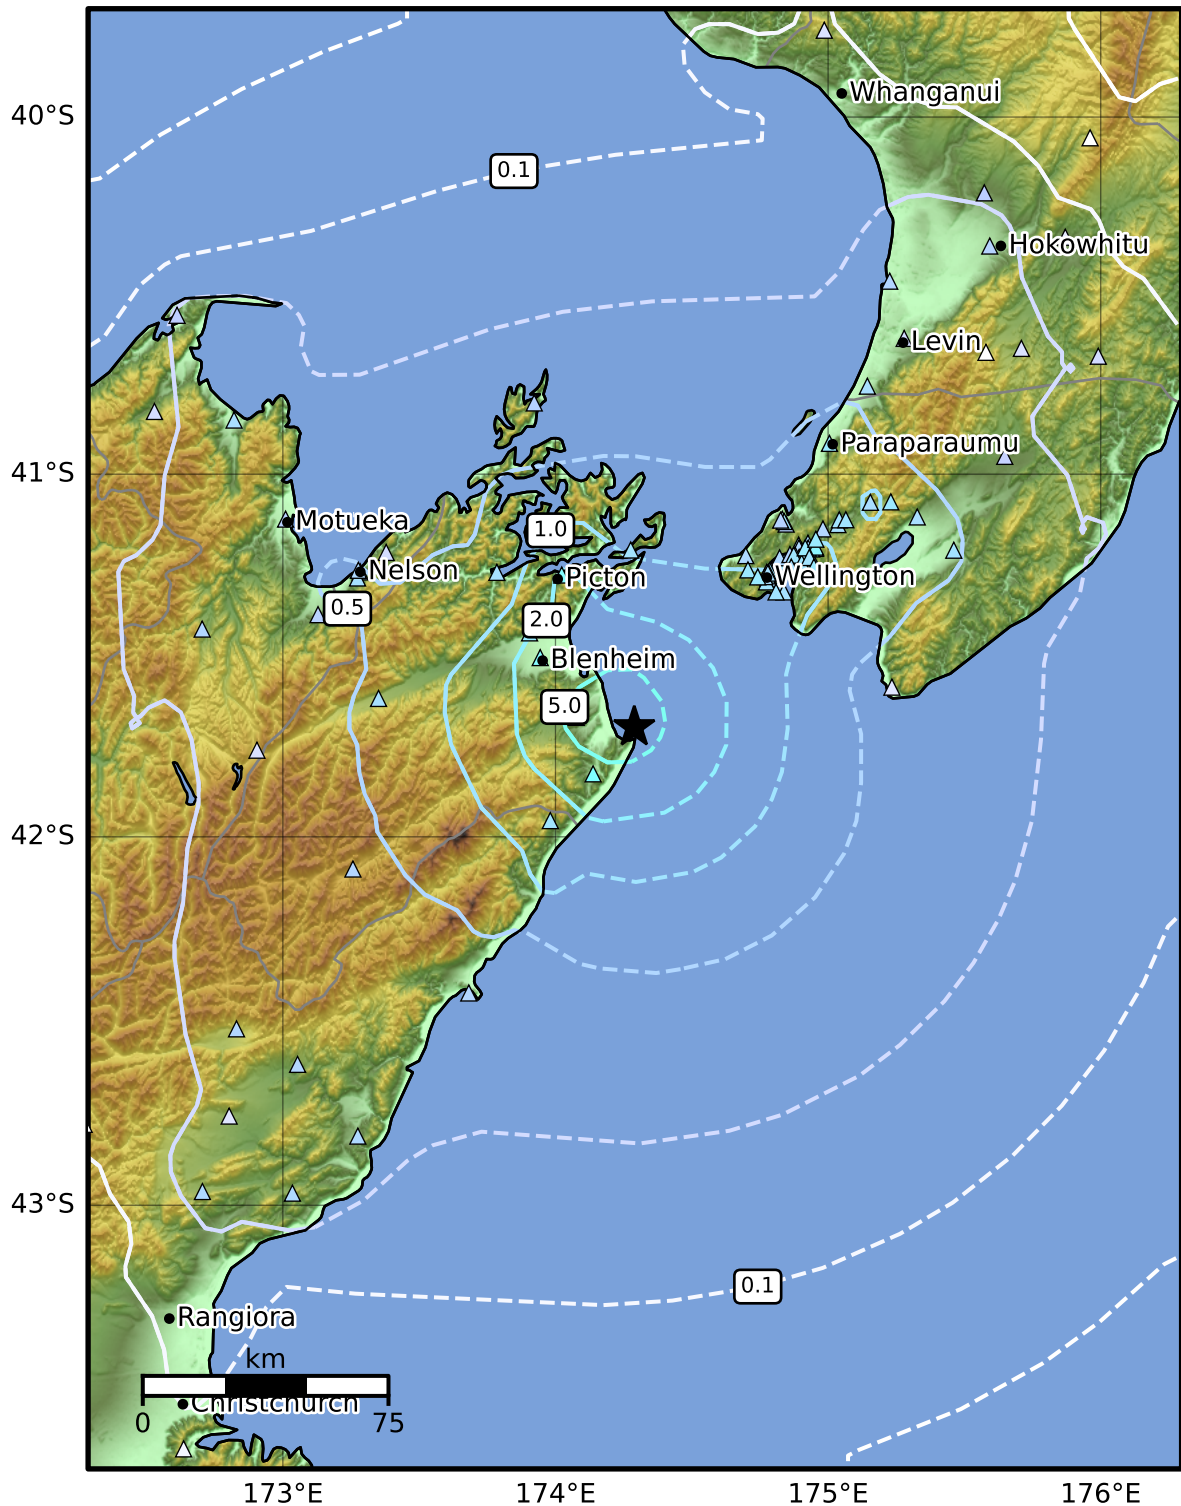 Whanganui
40°S
0.1
Hokowhitu
Levin
Paraparaumu
41°S
Motueka
1.0
Nelson
Picton
Wellington
0.5
2.0
Blenheim
5.0
42°S
43°S
0.1
Rangiora
km
Christchurch
0
75
173°E
174°E
175°E
176°E